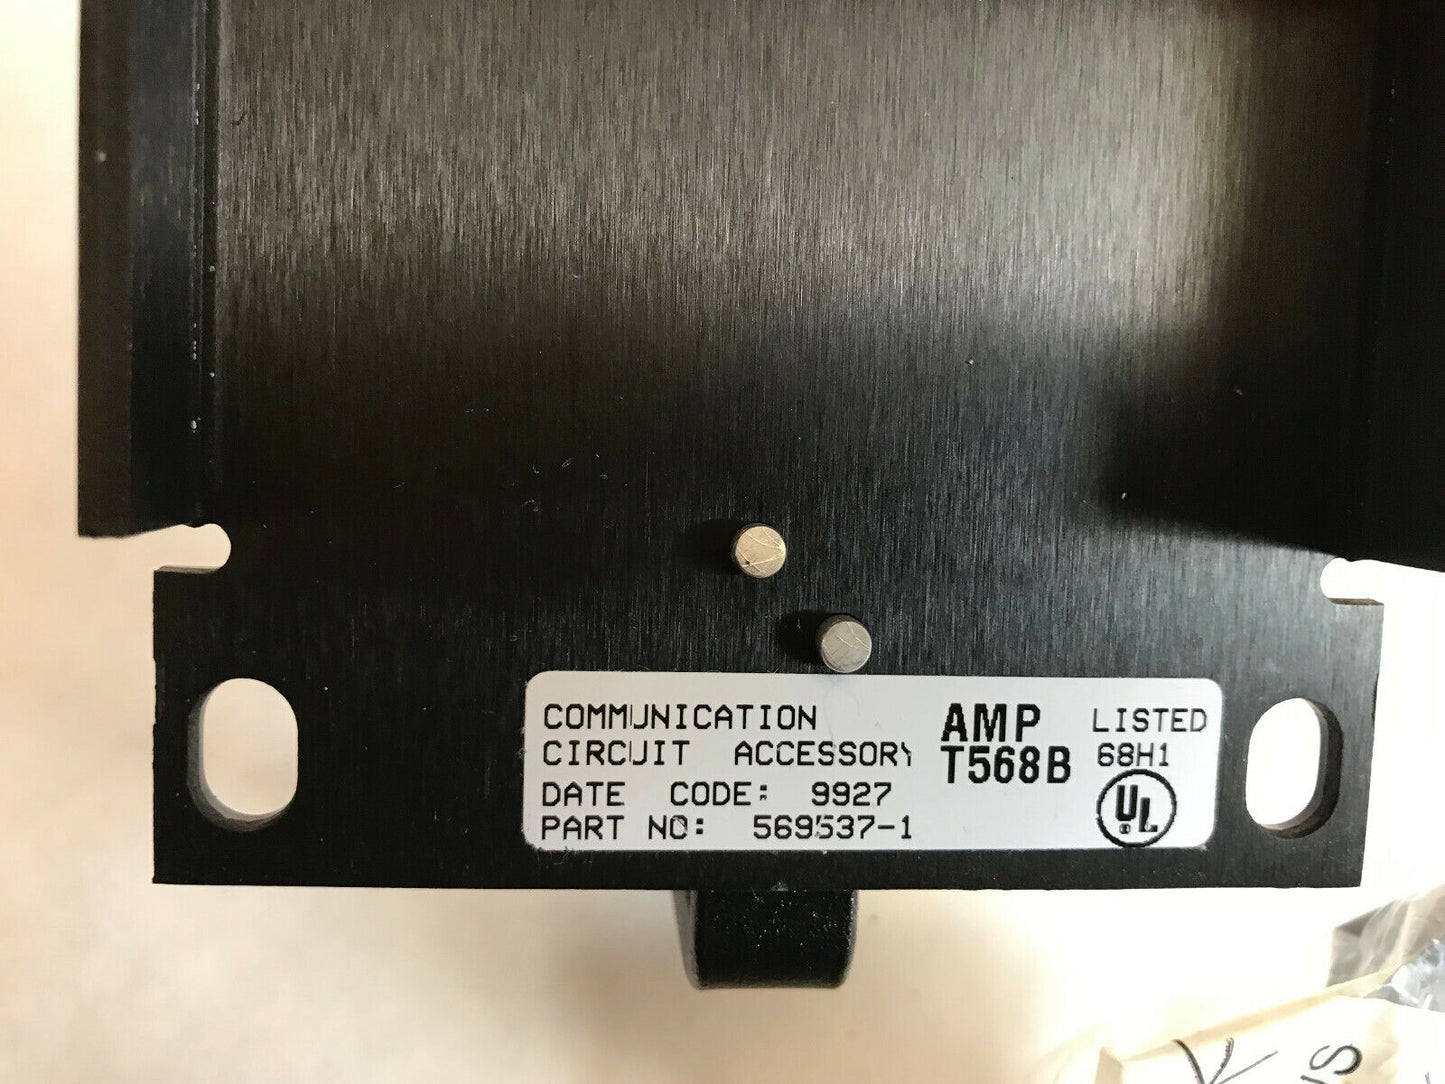 COMMUNICATION
CIRCUIT ACCESSORY
DATE CODE: 9927
PART NO: 569537-1
AMP
T568B
LISTED
68H1
UL
®